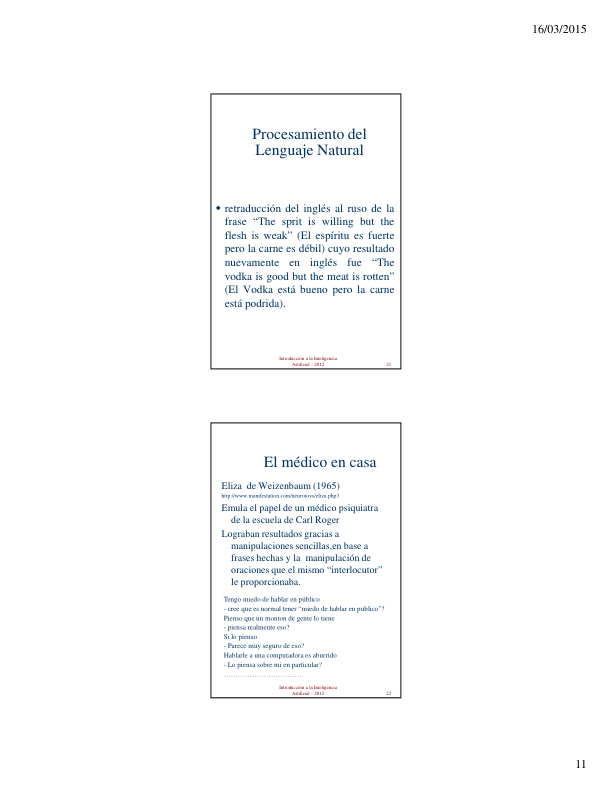 16/03/2015
Procesamiento del
Lenguaje Natural
◆ retraducción del inglés al ruso de la
frase “The sprit is willing but the
flesh is weak” (El espíritu es fuerte
pero la carne es débil) cuyo resultado
nuevamente en inglés fue “The
vodka is good but the meat is rotten”
(El Vodka está bueno pero la carne
está podrida).
Introducción a la Inteligencia
Artificial - 2012
21
El médico en casa
Eliza de Weizenbaum (1965)
http://www.manifestation.com/neurotoys/eliza.php3
Emula el papel de un médico psiquiatra
de la escuela de Carl Roger
Lograban resultados gracias a
manipulaciones sencillas,en base a
frases hechas y la manipulación de
oraciones que el mismo “interlocutor”
le proporcionaba.
Tengo miedo de hablar en público
- cree que es normal tener “miedo de hablar en publico”?
Pienso que un monton de gente lo tiene
- piensa realmente eso?
Si lo pienso
- Parece muy seguro de eso?
Hablarle a una computadora es aburrido
- Lo piensa sobre mi en particular?
……………………………
Introducción a la Inteligencia
Artificial - 2012
22
11